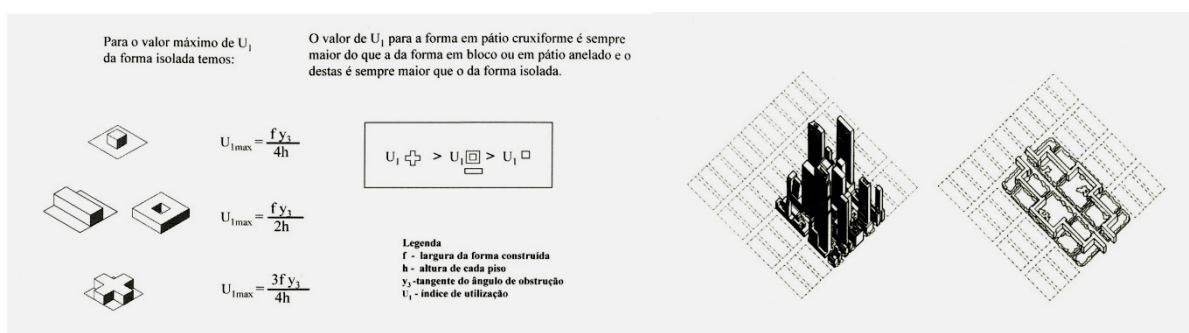 Para o valor máximo de U₁
da forma isolada temos:
O valor de U₁ para a forma em pátio cruxiforme é sempre
maior do que a da forma em bloco ou em pátio anelado e o
destas é sempre maior que o da forma isolada.
U₁max = f y₃ / 4h
U₁ > U₁ > U₁
U₁max = f y₃ / 2h
U₁max = 3f y₃ / 4h
Legenda
f - largura da forma construída
h - altura de cada piso
y₃ -tangente do ângulo de obstrução
U₁ - índice de utilização